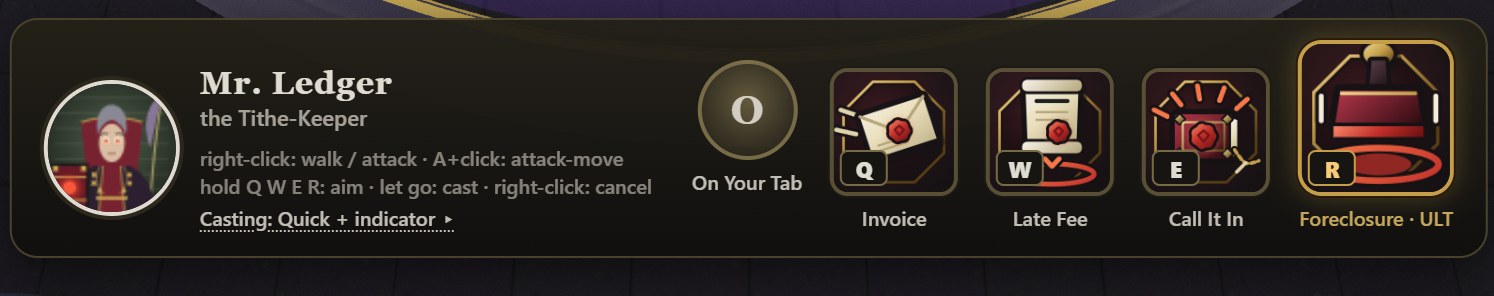 Mr. Ledger
the Tithe-Keeper
right-click: walk / attack · A+click: attack-move
hold Q W E R: aim · let go: cast · right-click: cancel
Casting: Quick + indicator ▸
0
On Your Tab
Q
Invoice
W
Late Fee
E
Call It In
R
Foreclosure · ULT